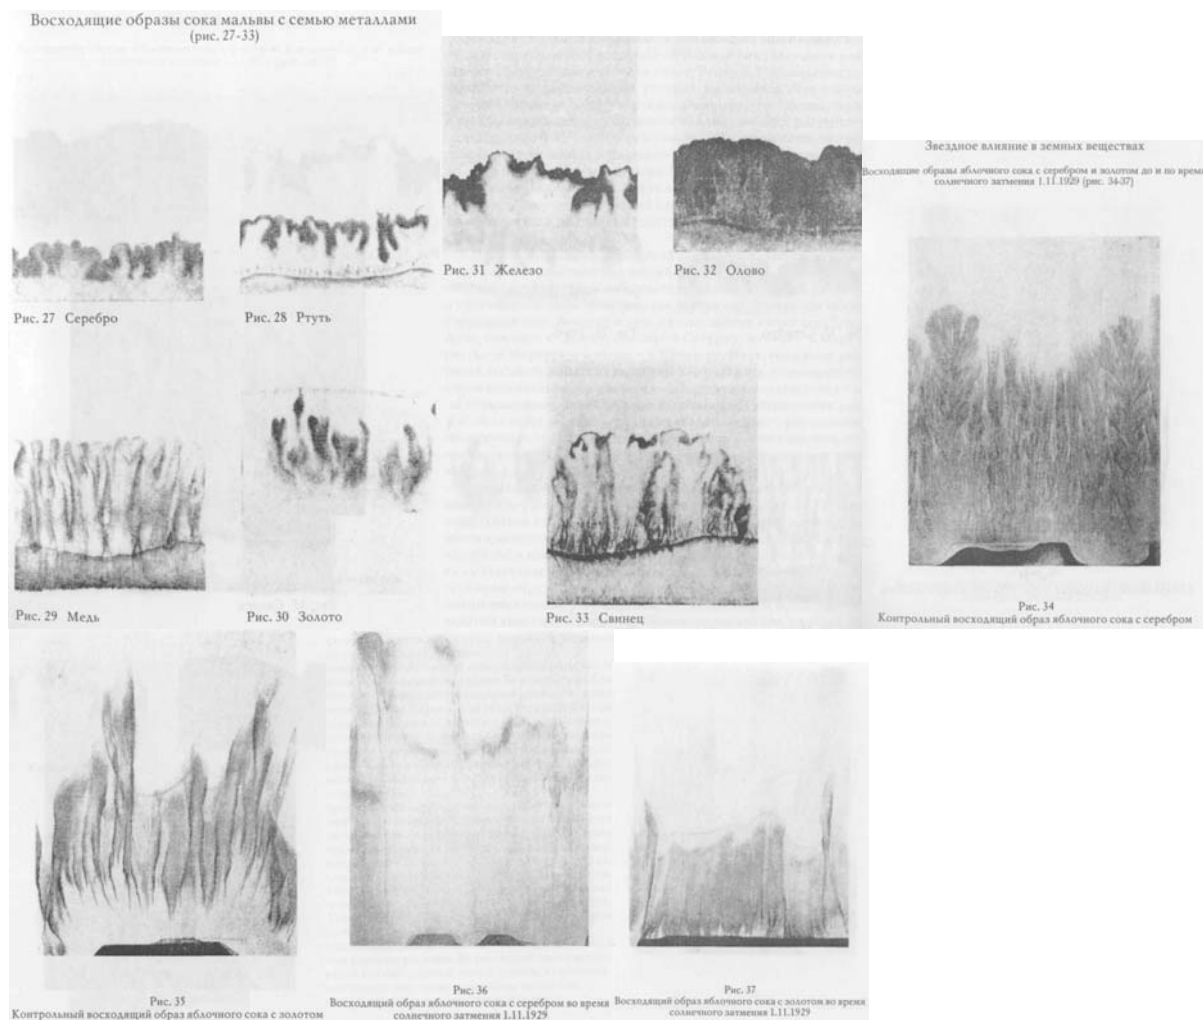 Восходящие образы сока мальвы с семью металлами
(рис. 27-33)
Рис. 27 Серебро
Рис. 28 Ртуть
Рис. 31 Железо
Рис. 32 Олово
Рис. 29 Медь
Рис. 30 Золото
Рис. 33 Свинец
Звездное влияние в земных веществах
Восходящие образы яблочного сока с серебром и золотом до и по время
солнечного затмения 1.11.1929 (рис. 34-37)
Рис. 34
Контрольный восходящий образ яблочного сока с серебром
Рис. 35
Контрольный восходящий образ яблочного сока с золотом
Рис. 36
Восходящий образ яблочного сока с серебром во время
солнечного затмения 1.11.1929
Рис. 37
Восходящий образ яблочного сока с золотом во время
солнечного затмения 1.11.1929